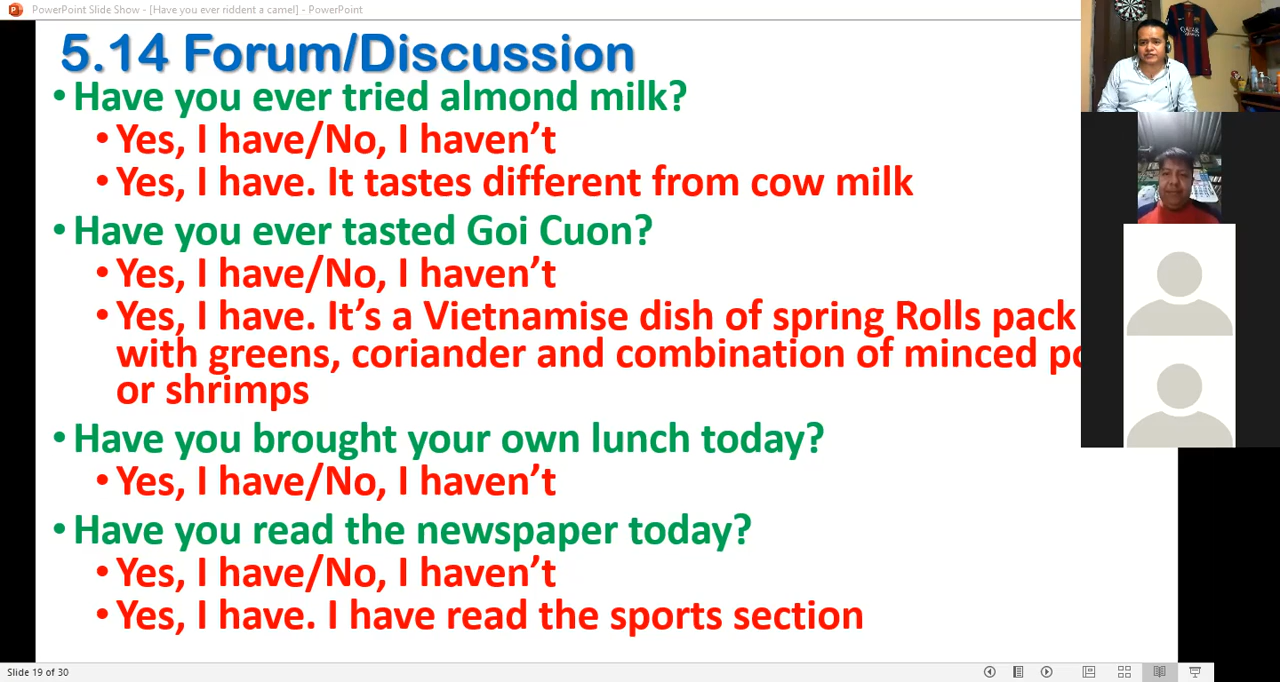 PowerPoint Slide Show - [Have you ever riddent a camel] - PowerPoint
5.14 Forum/Discussion
• Have you ever tried almond milk?
• Yes, I have/No, I haven’t
• Yes, I have. It tastes different from cow milk
• Have you ever tasted Goi Cuon?
• Yes, I have/No, I haven’t
• Yes, I have. It’s a Vietnamise dish of spring Rolls pack
with greens, coriander and combination of minced
or shrimps
• Have you brought your own lunch today?
• Yes, I have/No, I haven’t
• Have you read the newspaper today?
• Yes, I have/No, I haven’t
• Yes, I have. I have read the sports section
Slide 19 of 30